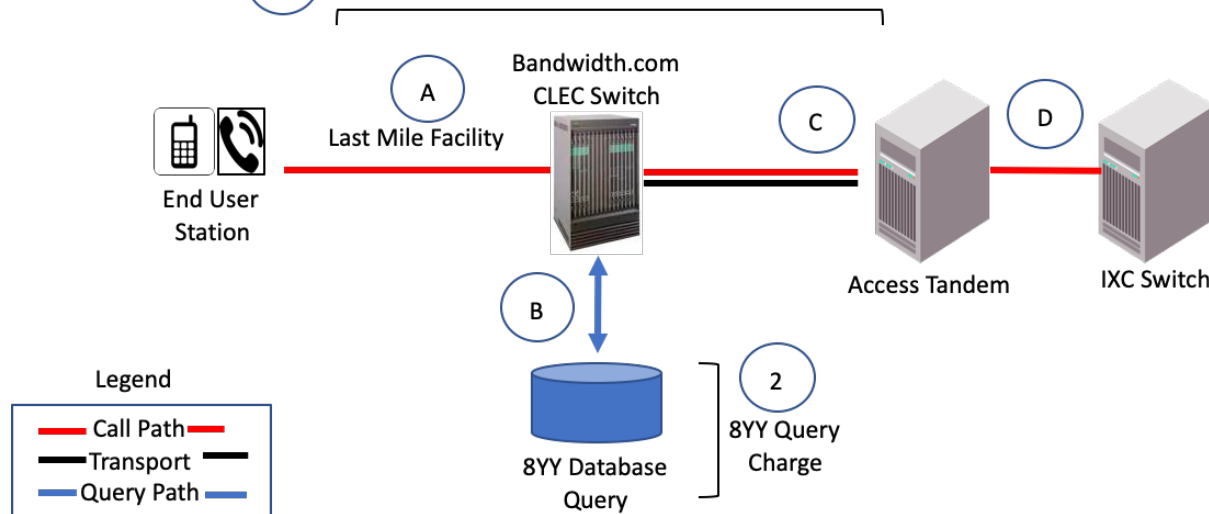 Bandwidth.com
CLEC Switch
A
Last Mile Facility
C
D
End User
Station
Access Tandem
IXC Switch
B
2
8YY Query
Charge
8YY Database
Query
Legend
Call Path
Transport
Query Path